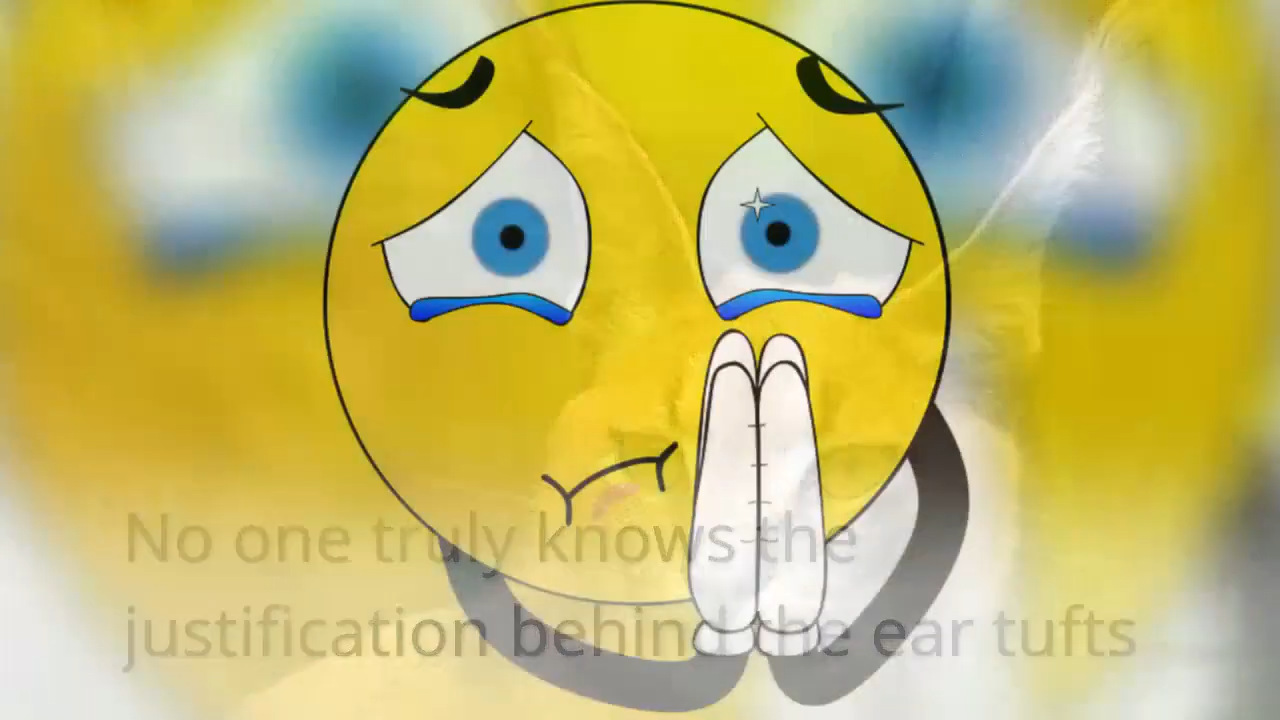 No one truly knows the
justification behind the ear tufts